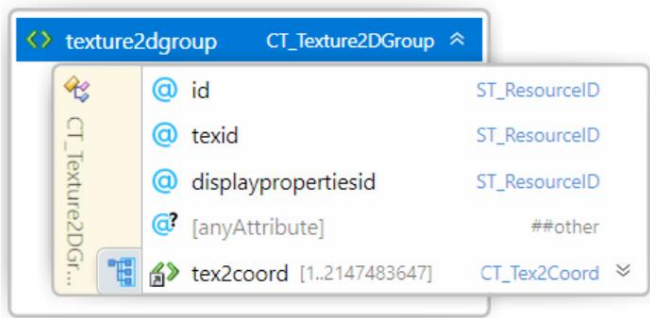 texture2dgroup CT_Texture2DGroup
CT_Texture2DGr...
@ id ST_ResourceID
@ texid ST_ResourceID
@ displaypropertiesid ST_ResourceID
@? [anyAttribute] ##other
tex2coord [1..2147483647] CT_Tex2Coord